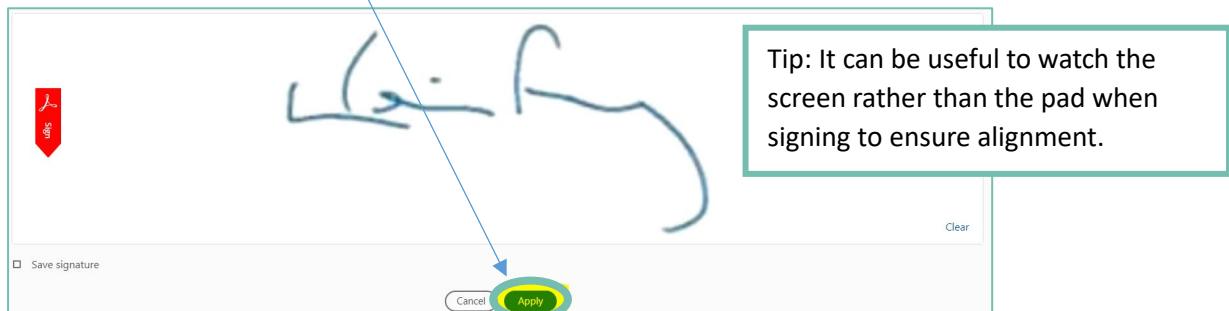 Tip: It can be useful to watch the
screen rather than the pad when
signing to ensure alignment.
Sign
Clear
Save signature
Cancel
Apply